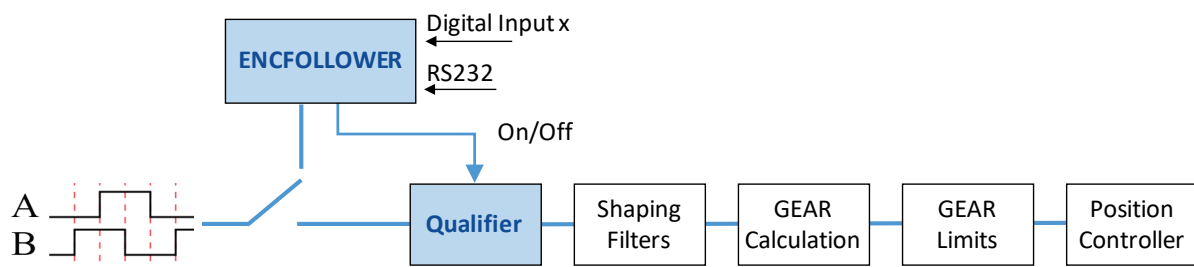 Digital Input x
ENCFOLLOWER
RS232
On/Off
A
B
Qualifier
Shaping
Filters
GEAR
Calculation
GEAR
Limits
Position
Controller